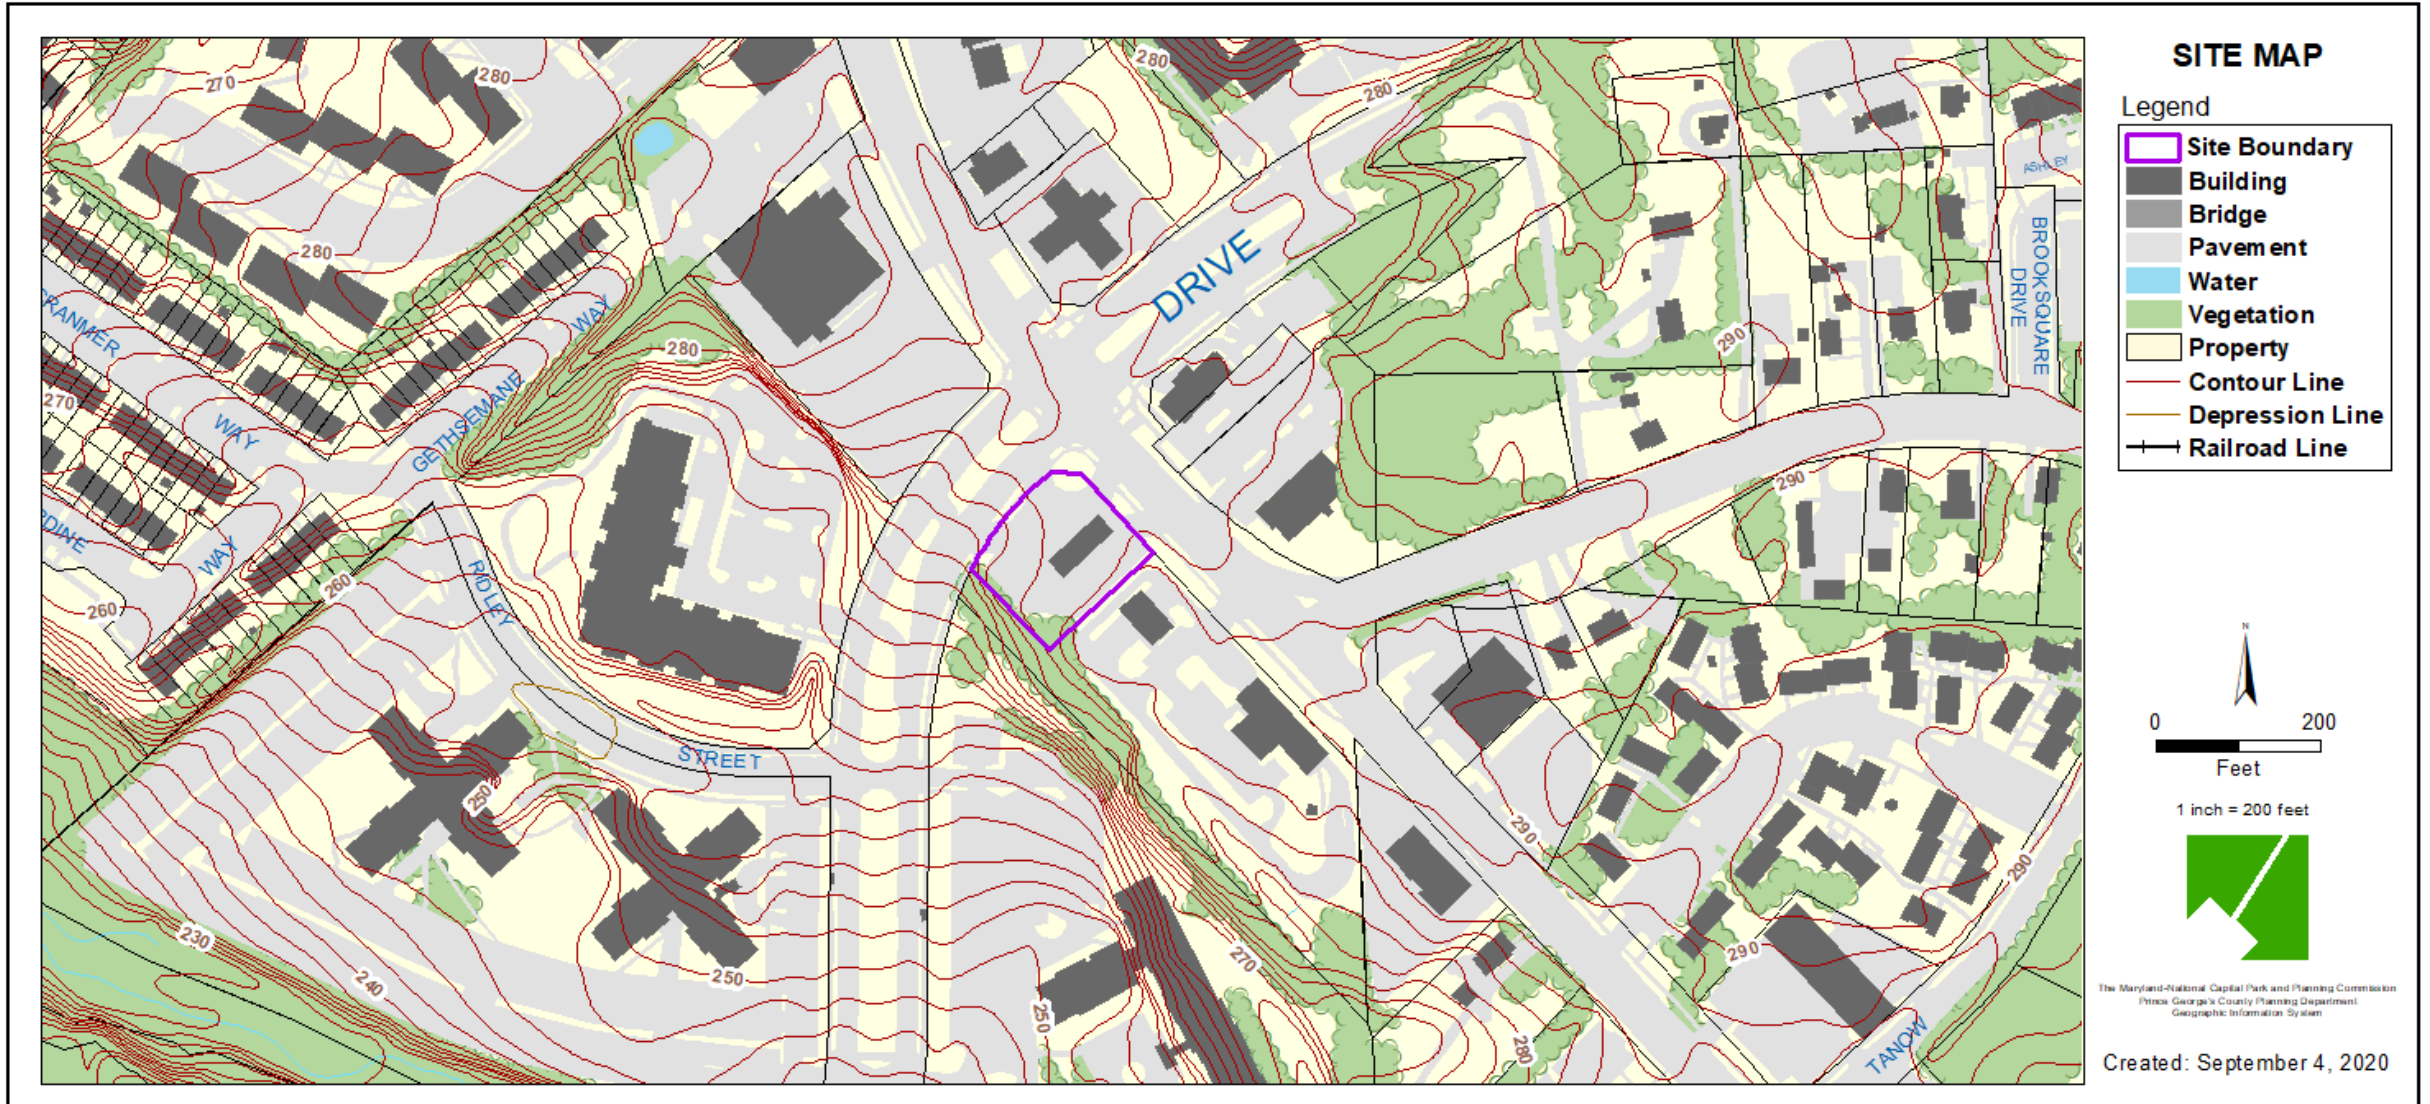 SITE MAP
Legend
Site Boundary
Building
Bridge
Pavement
Water
Vegetation
Property
Contour Line
Depression Line
Railroad Line
N
0 200
Feet
1 inch = 200 feet
The Maryland-National Capital Park and Planning Commission
Prince George's County Planning Department
Geographic Information System
Created: September 4, 2020
270
280
280
280
280
DRIVE
ASHLEY
BROOKSQUARE
DRIVE
RANMER
WAY
GETHSEMANE
WAY
280
290
270
290
RDINE
WAY
260
260
RIDLEY
STREET
250
290
290
230
240
250
270
290
250
280
TANOW